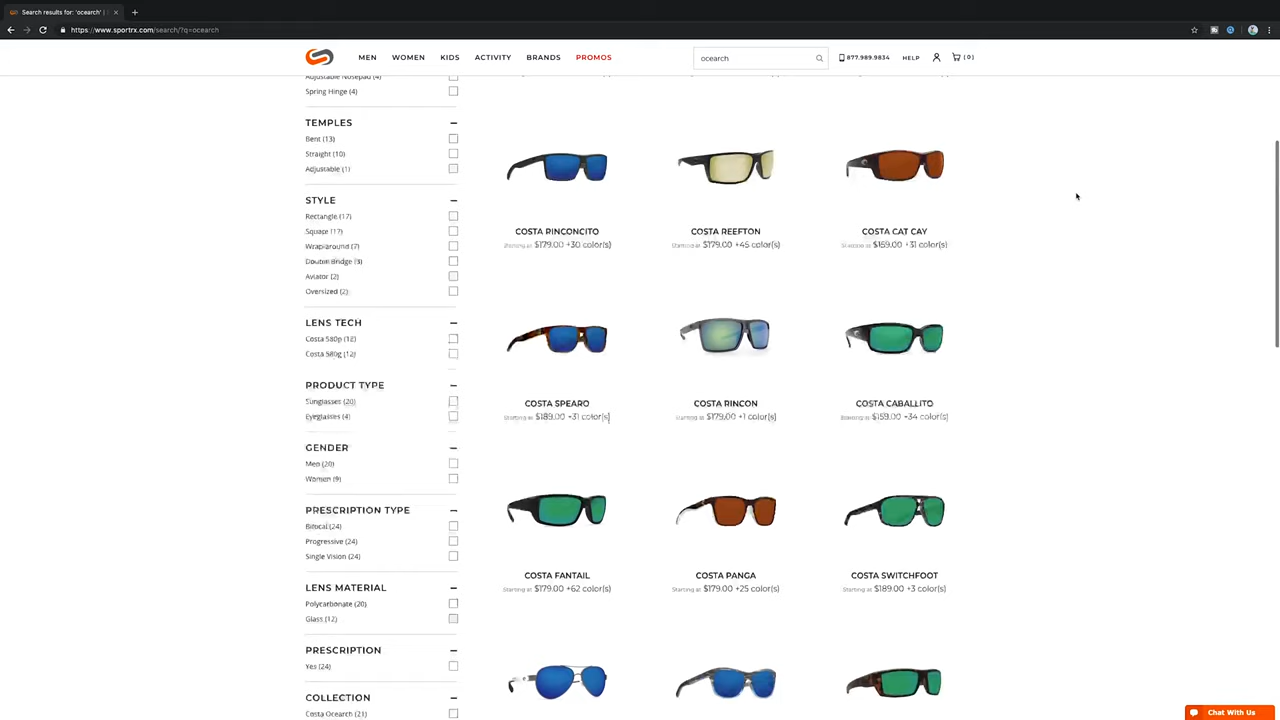 Search results for: 'ocearch' |
https://www.sportrx.com/search/?q=ocearch
MEN WOMEN KIDS ACTIVITY BRANDS PROMOS
ocearch
877.989.9834
HELP
( 0 )
Adjustable Nosepad (4)
Spring Hinge (4)
TEMPLES
Bent (13)
Straight (10)
Adjustable (1)
STYLE
Rectangle (17)
Square (17)
Wraparound (7)
Double Bridge (3)
Aviator (2)
Oversized (2)
LENS TECH
Costa 580p (12)
Costa 580g (12)
PRODUCT TYPE
Sunglasses (20)
Eyeglasses (4)
GENDER
Men (20)
Women (9)
PRESCRIPTION TYPE
Bifocal (24)
Progressive (24)
Single Vision (24)
LENS MATERIAL
Polycarbonate (20)
Glass (12)
PRESCRIPTION
Yes (24)
COLLECTION
Costa Ocearch (21)
COSTA RINCONCITO
Starting at $179.00 +30 color(s)
COSTA REEFTON
Starting at $179.00 +45 color(s)
COSTA CAT CAY
Starting at $159.00 +31 color(s)
COSTA SPEARO
Starting at $189.00 +31 color(s)
COSTA RINCON
Starting at $179.00 +1 color(s)
COSTA CABALLITO
Starting at $159.00 +34 color(s)
COSTA FANTAIL
Starting at $179.00 +62 color(s)
COSTA PANGA
Starting at $179.00 +25 color(s)
COSTA SWITCHFOOT
Starting at $189.00 +3 color(s)
Chat With Us